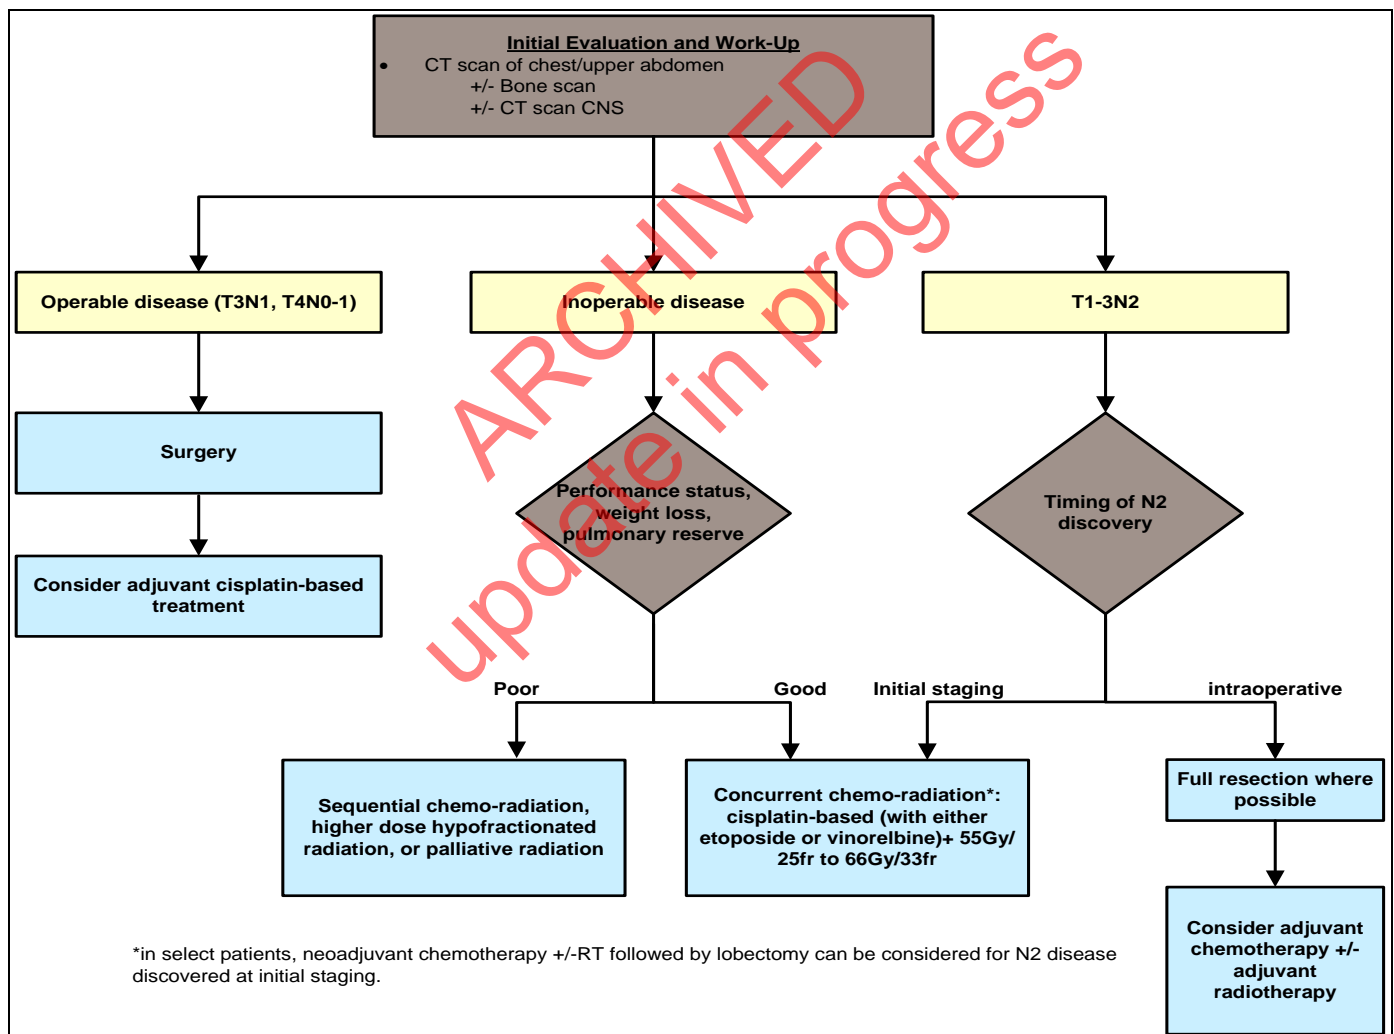 Initial Evaluation and Work-Up
• CT scan of chest/upper abdomen
+/- Bone scan
+/- CT scan CNS
ARCHIVED
update in progress
Operable disease (T3N1, T4N0-1)
Inoperable disease
T1-3N2
Surgery
Performance status,
weight loss,
pulmonary reserve
Timing of N2
discovery
Consider adjuvant cisplatin-based
treatment
Poor
Good
Initial staging
intraoperative
Sequential chemo-radiation,
higher dose hypofractionated
radiation, or palliative radiation
Concurrent chemo-radiation*:
cisplatin-based (with either
etoposide or vinorelbine)+ 55Gy/
25fr to 66Gy/33fr
Full resection where
possible
Consider adjuvant
chemotherapy +/-
adjuvant
radiotherapy
*in select patients, neoadjuvant chemotherapy +/-RT followed by lobectomy can be considered for N2 disease
discovered at initial staging.